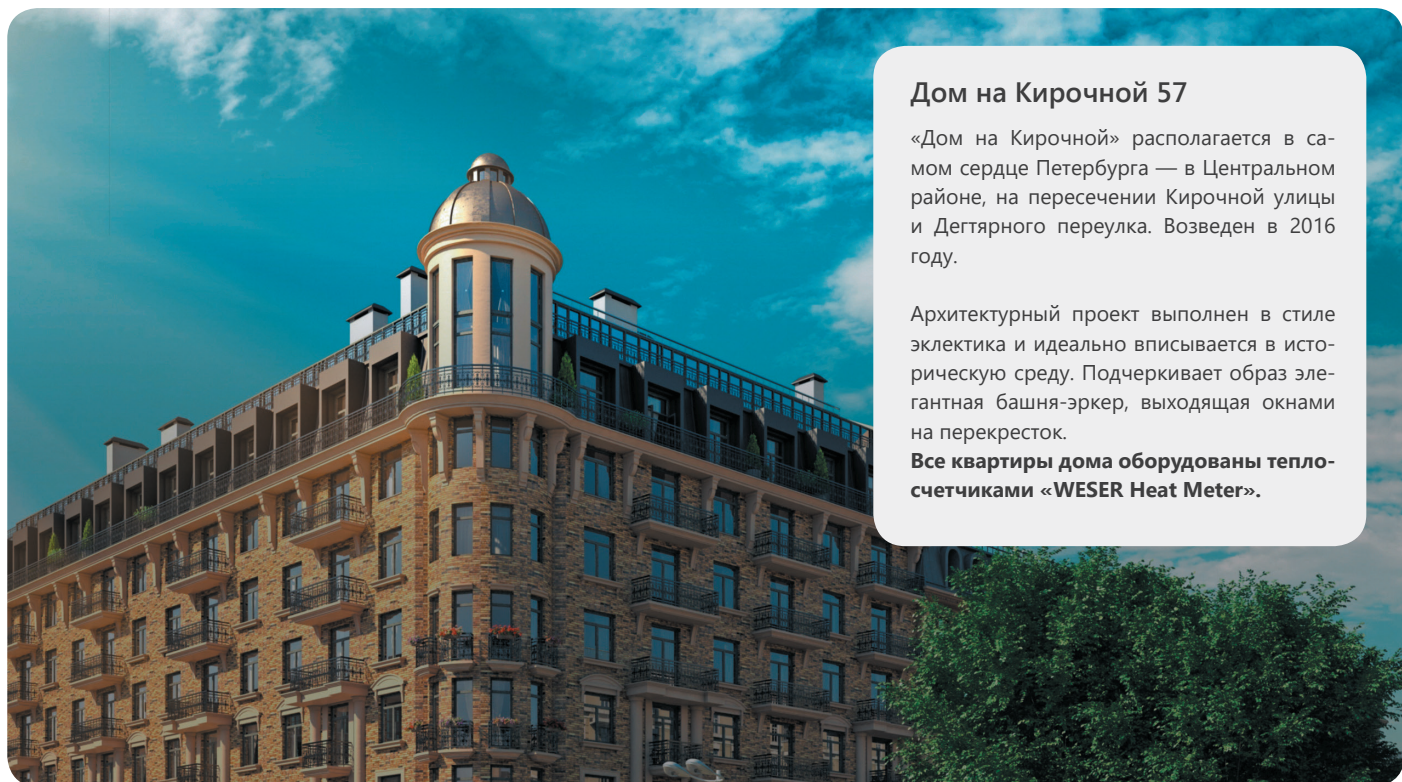 Дом на Кирочной 57
«Дом на Кирочной» располагается в са-
мом сердце Петербурга — в Центральном
районе, на пересечении Кирочной улицы
и Дегтярного переулка. Возведен в 2016
году.
Архитектурный проект выполнен в стиле
эклектика и идеально вписывается в исто-
рическую среду. Подчеркивает образ эле-
гантная башня-эркер, выходящая окнами
на перекресток.
Все квартиры дома оборудованы тепло-
счетчиками «WESER Heat Meter».